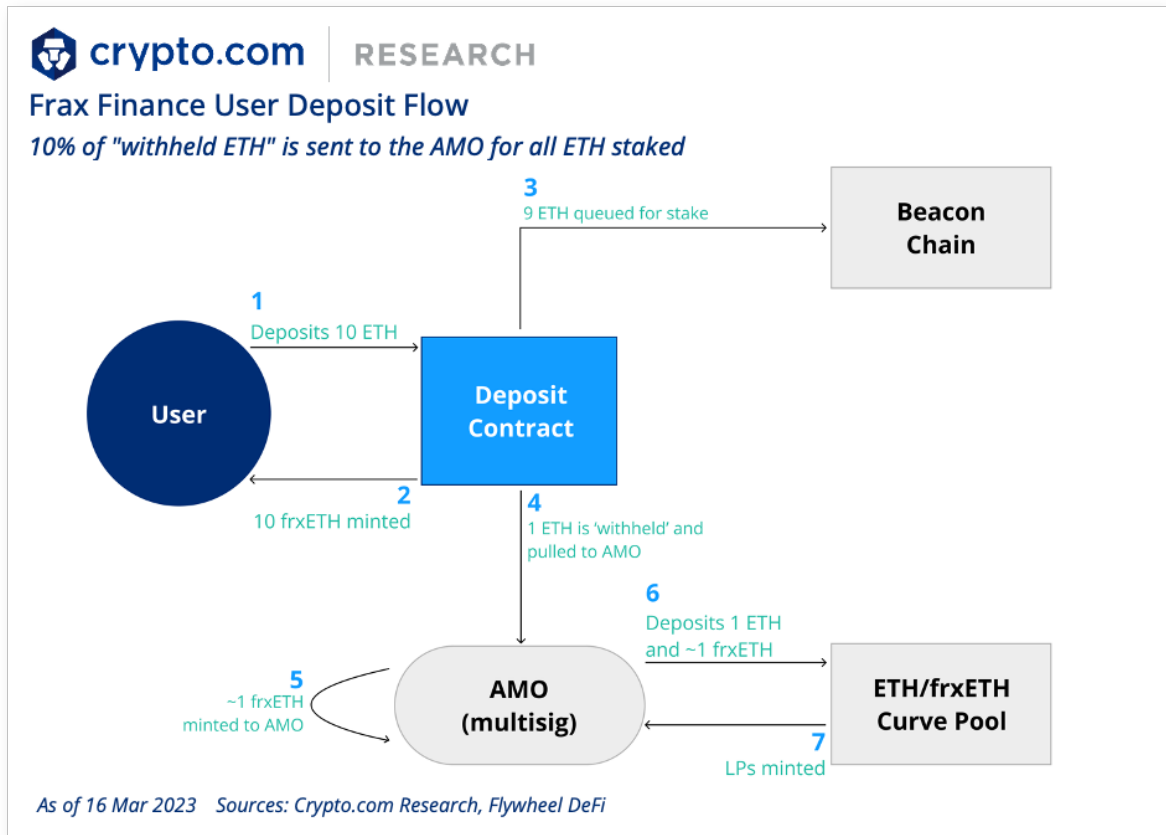 crypto.com RESEARCH
Frax Finance User Deposit Flow
10% of "withheld ETH" is sent to the AMO for all ETH staked
3
9 ETH queued for stake
Beacon
Chain
1
Deposits 10 ETH
User
Deposit
Contract
2
10 frxETH minted
4
1 ETH is ‘withheld’ and
pulled to AMO
6
Deposits 1 ETH
and ~1 frxETH
5
~1 frxETH
minted to AMO
AMO
(multisig)
ETH/frxETH
Curve Pool
7
LPs minted
As of 16 Mar 2023 Sources: Crypto.com Research, Flywheel DeFi